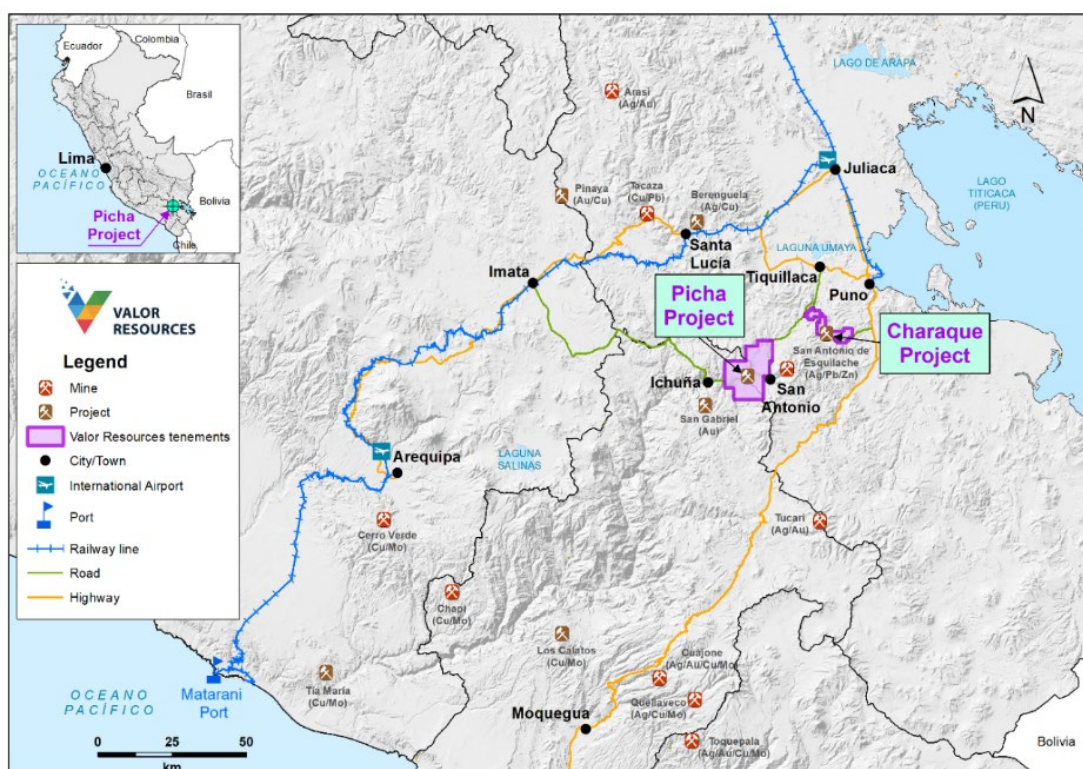 Ecuador
Colombia
Brasil
Lima
OCEANO
PACÍFICO
Picha
Project
Bolivia
Chile
VALOR
RESOURCES
Legend
Mine
Project
Valor Resources tenements
City/Town
International Airport
Port
Railway line
Road
Highway
LAGO DE ARAPA
N
Arasi
(Ag/Au)
Juliaca
LAGO
TITICACA
(PERU)
Pinaya
(Au/Cu)
Tacaza
(Cu/Pb)
Berenguela
(Ag/Cu)
Santa
Lucía
LAGUNA UMAYA
Imata
Tiquillaca
Puno
Picha
Project
Charaque
Project
San Antonio de
Esquilache
(Ag/Pb/Zn)
Ichuña
San
Antonio
San Gabriel
(Au)
Arequipa
LAGUNA
SALINAS
Cerro Verde
(Cu/Mo)
Tucari
(Ag/Au)
Chapi
(Cu/Mo)
Los Calatos
(Cu/Mo)
Cuajone
(Ag/Au/Cu/Mo)
Tía María
(Cu/Mo)
Quellaveco
(Ag/Cu/Mo)
Matarani
Port
OCEANO
PACÍFICO
Moquegua
Toquepala
(Ag/Au/Cu/Mo)
Bolivia
0 25 50
km